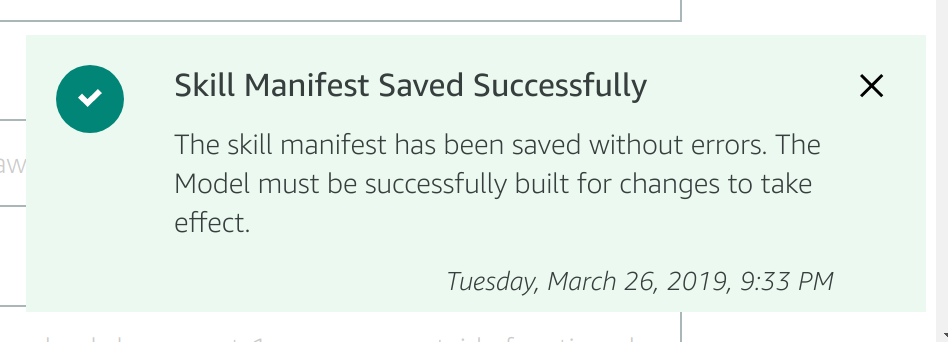 Skill Manifest Saved Successfully
The skill manifest has been saved without errors. The
Model must be successfully built for changes to take
effect.
Tuesday, March 26, 2019, 9:33 PM
aw